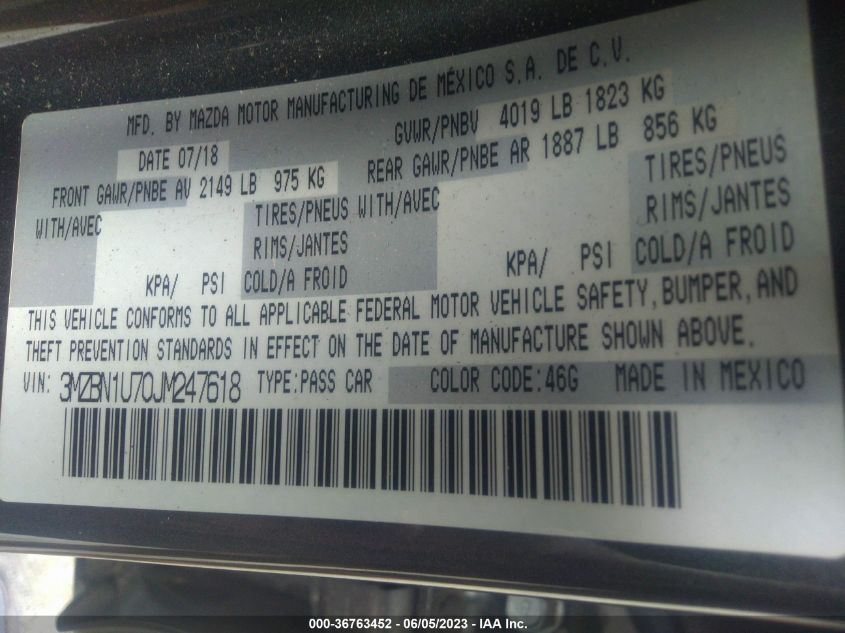 MFD. BY MAZDA MOTOR MANUFACTURING DE MÉXICO S.A. DE C.V.
DATE 07/18 GVWR/PNBV 4019 LB 1823 KG
FRONT GAWR/PNBE AV 2149 LB 975 KG REAR GAWR/PNBE AR 1887 LB 856 KG
WITH/AVEC TIRES/PNEUS WITH/AVEC TIRES/PNEUS
RIMS/JANTES RIMS/JANTES
KPA/ PSI COLD/A FROID KPA/ PSI COLD/A FROID
THIS VEHICLE CONFORMS TO ALL APPLICABLE FEDERAL MOTOR VEHICLE SAFETY, BUMPER, AND
THEFT PREVENTION STANDARDS IN EFFECT ON THE DATE OF MANUFACTURE SHOWN ABOVE.
VIN: 3MZBN1U70JM247618 TYPE:PASS CAR COLOR CODE:46G MADE IN MEXICO
000-36763452 - 06/05/2023 - IAA Inc.